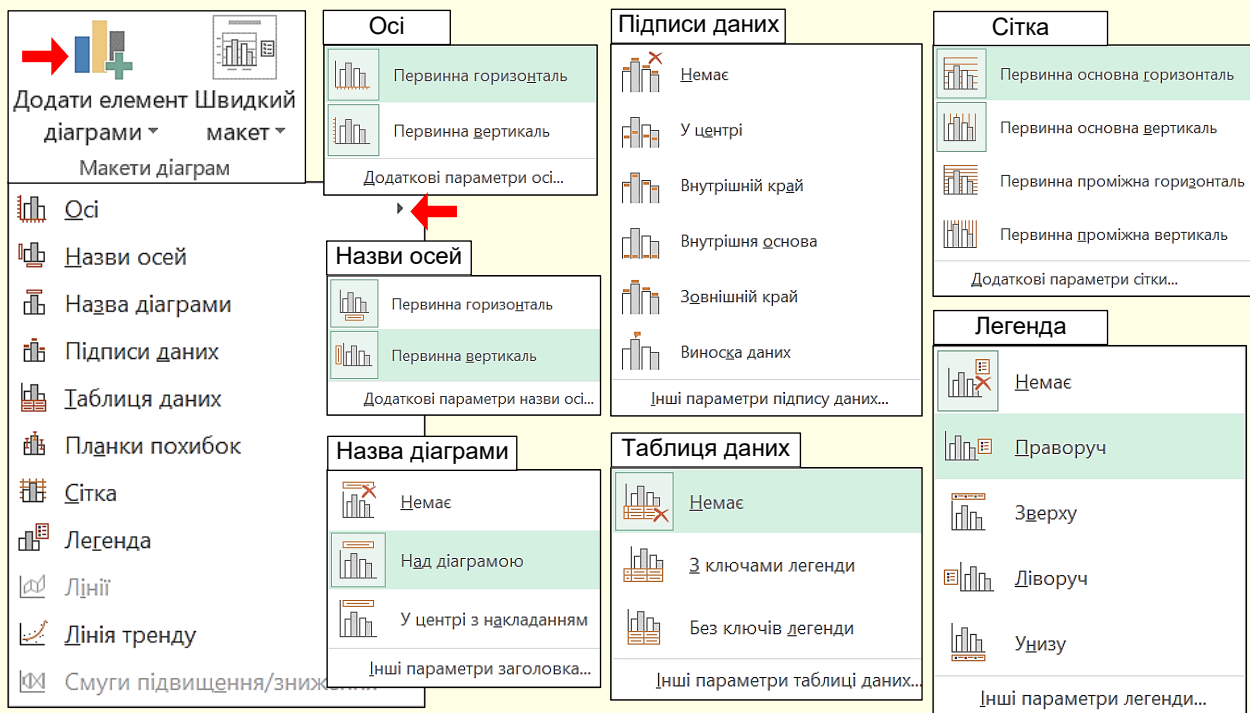 Додати елемент
діаграми
Швидкий
макет
Макети діаграм
Осі
Назви осей
Назва діаграми
Підписи даних
Таблиця даних
Планки похибок
Сітка
Легенда
Лінії
Лінія тренду
Смуги підвищення/зниження
Осі
Первинна горизонталь
Первинна вертикаль
Додаткові параметри осі...
Назви осей
Первинна горизонталь
Первинна вертикаль
Додаткові параметри назви осі...
Назва діаграми
Немає
Над діаграмою
У центрі з накладанням
Інші параметри заголовка...
Підписи даних
Немає
У центрі
Внутрішній край
Внутрішня основа
Зовнішній край
Виноска даних
Інші параметри підпису даних...
Таблиця даних
Немає
З ключами легенди
Без ключів легенди
Інші параметри таблиці даних...
Сітка
Первинна основна горизонталь
Первинна основна вертикаль
Первинна проміжна горизонталь
Первинна проміжна вертикаль
Додаткові параметри сітки...
Легенда
Немає
Праворуч
Зверху
Ліворуч
Унизу
Інші параметри легенди...